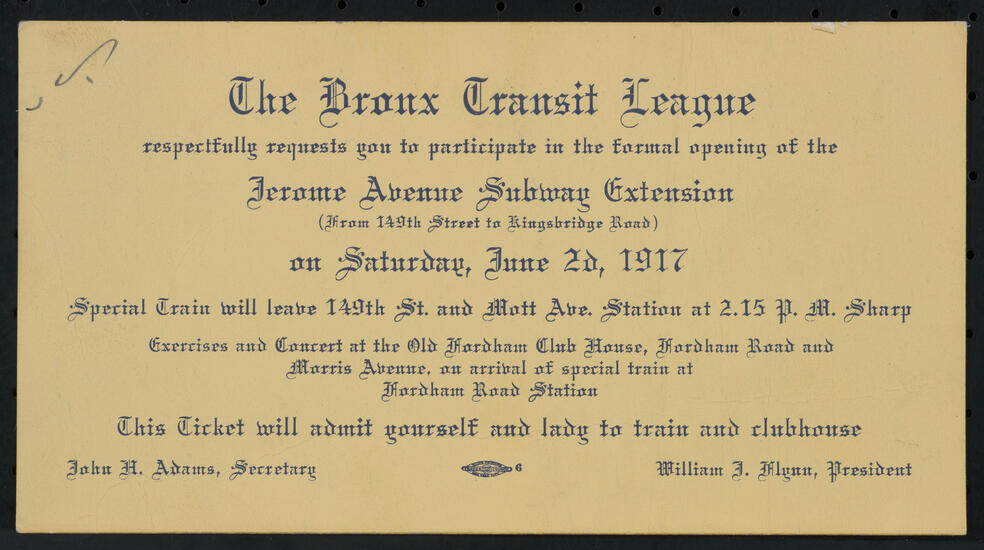 The Bronx Transit League
respectfully requests you to participate in the formal opening of the
Jerome Avenue Subway Extension
(From 149th Street to Kingsbridge Road)
on Saturday, June 2d, 1917
Special Train will leave 149th St. and Mott Ave. Station at 2.15 P. M. Sharp
Exercises and Concert at the Old Fordham Club House, Fordham Road and
Morris Avenue, on arrival of special train at
Fordham Road Station
This Ticket will admit yourself and lady to train and clubhouse
John H. Adams, Secretary
6
William J. Flynn, President